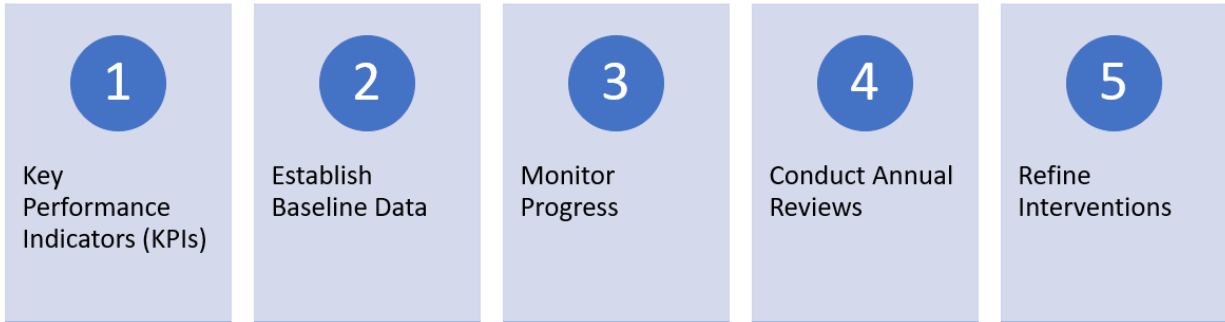 1
Key
Performance
Indicators (KPIs)
2
Establish
Baseline Data
3
Monitor
Progress
4
Conduct Annual
Reviews
5
Refine
Interventions